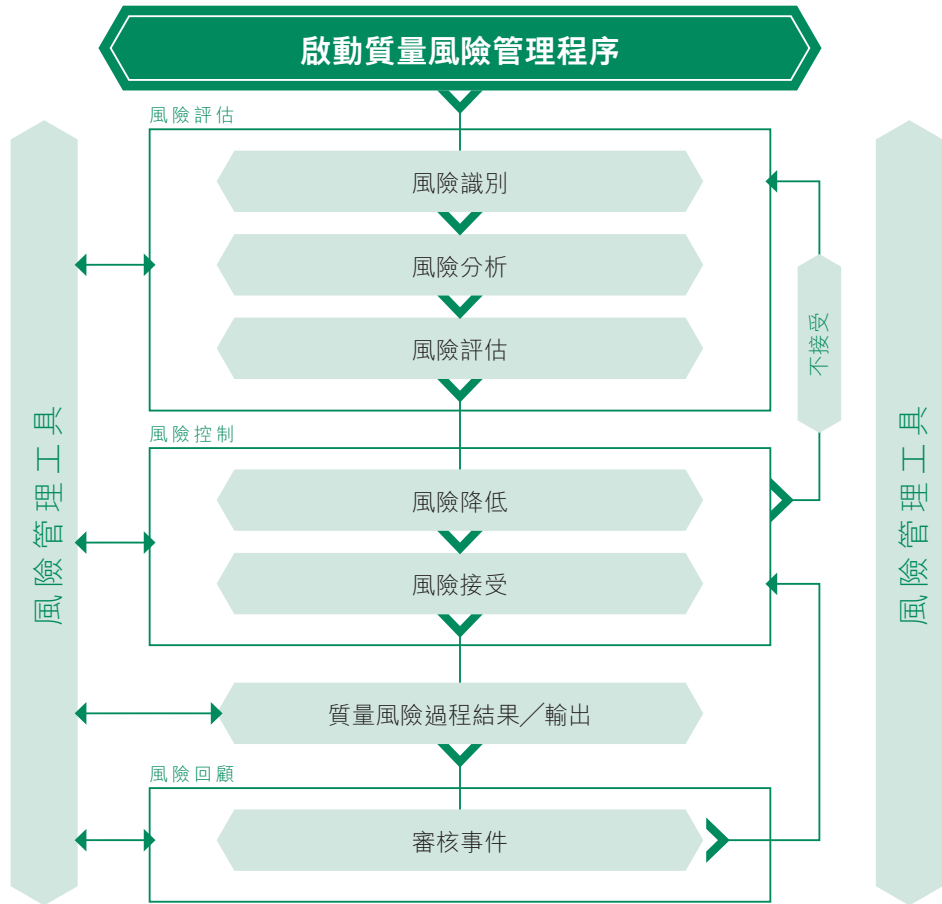 啟動質量風險管理程序
風險評估
風險識別
風險分析
風險評估
不接受
風險控制
風險降低
風險接受
質量風險過程結果／輸出
風險回顧
審核事件
風險管理工具
風險管理工具